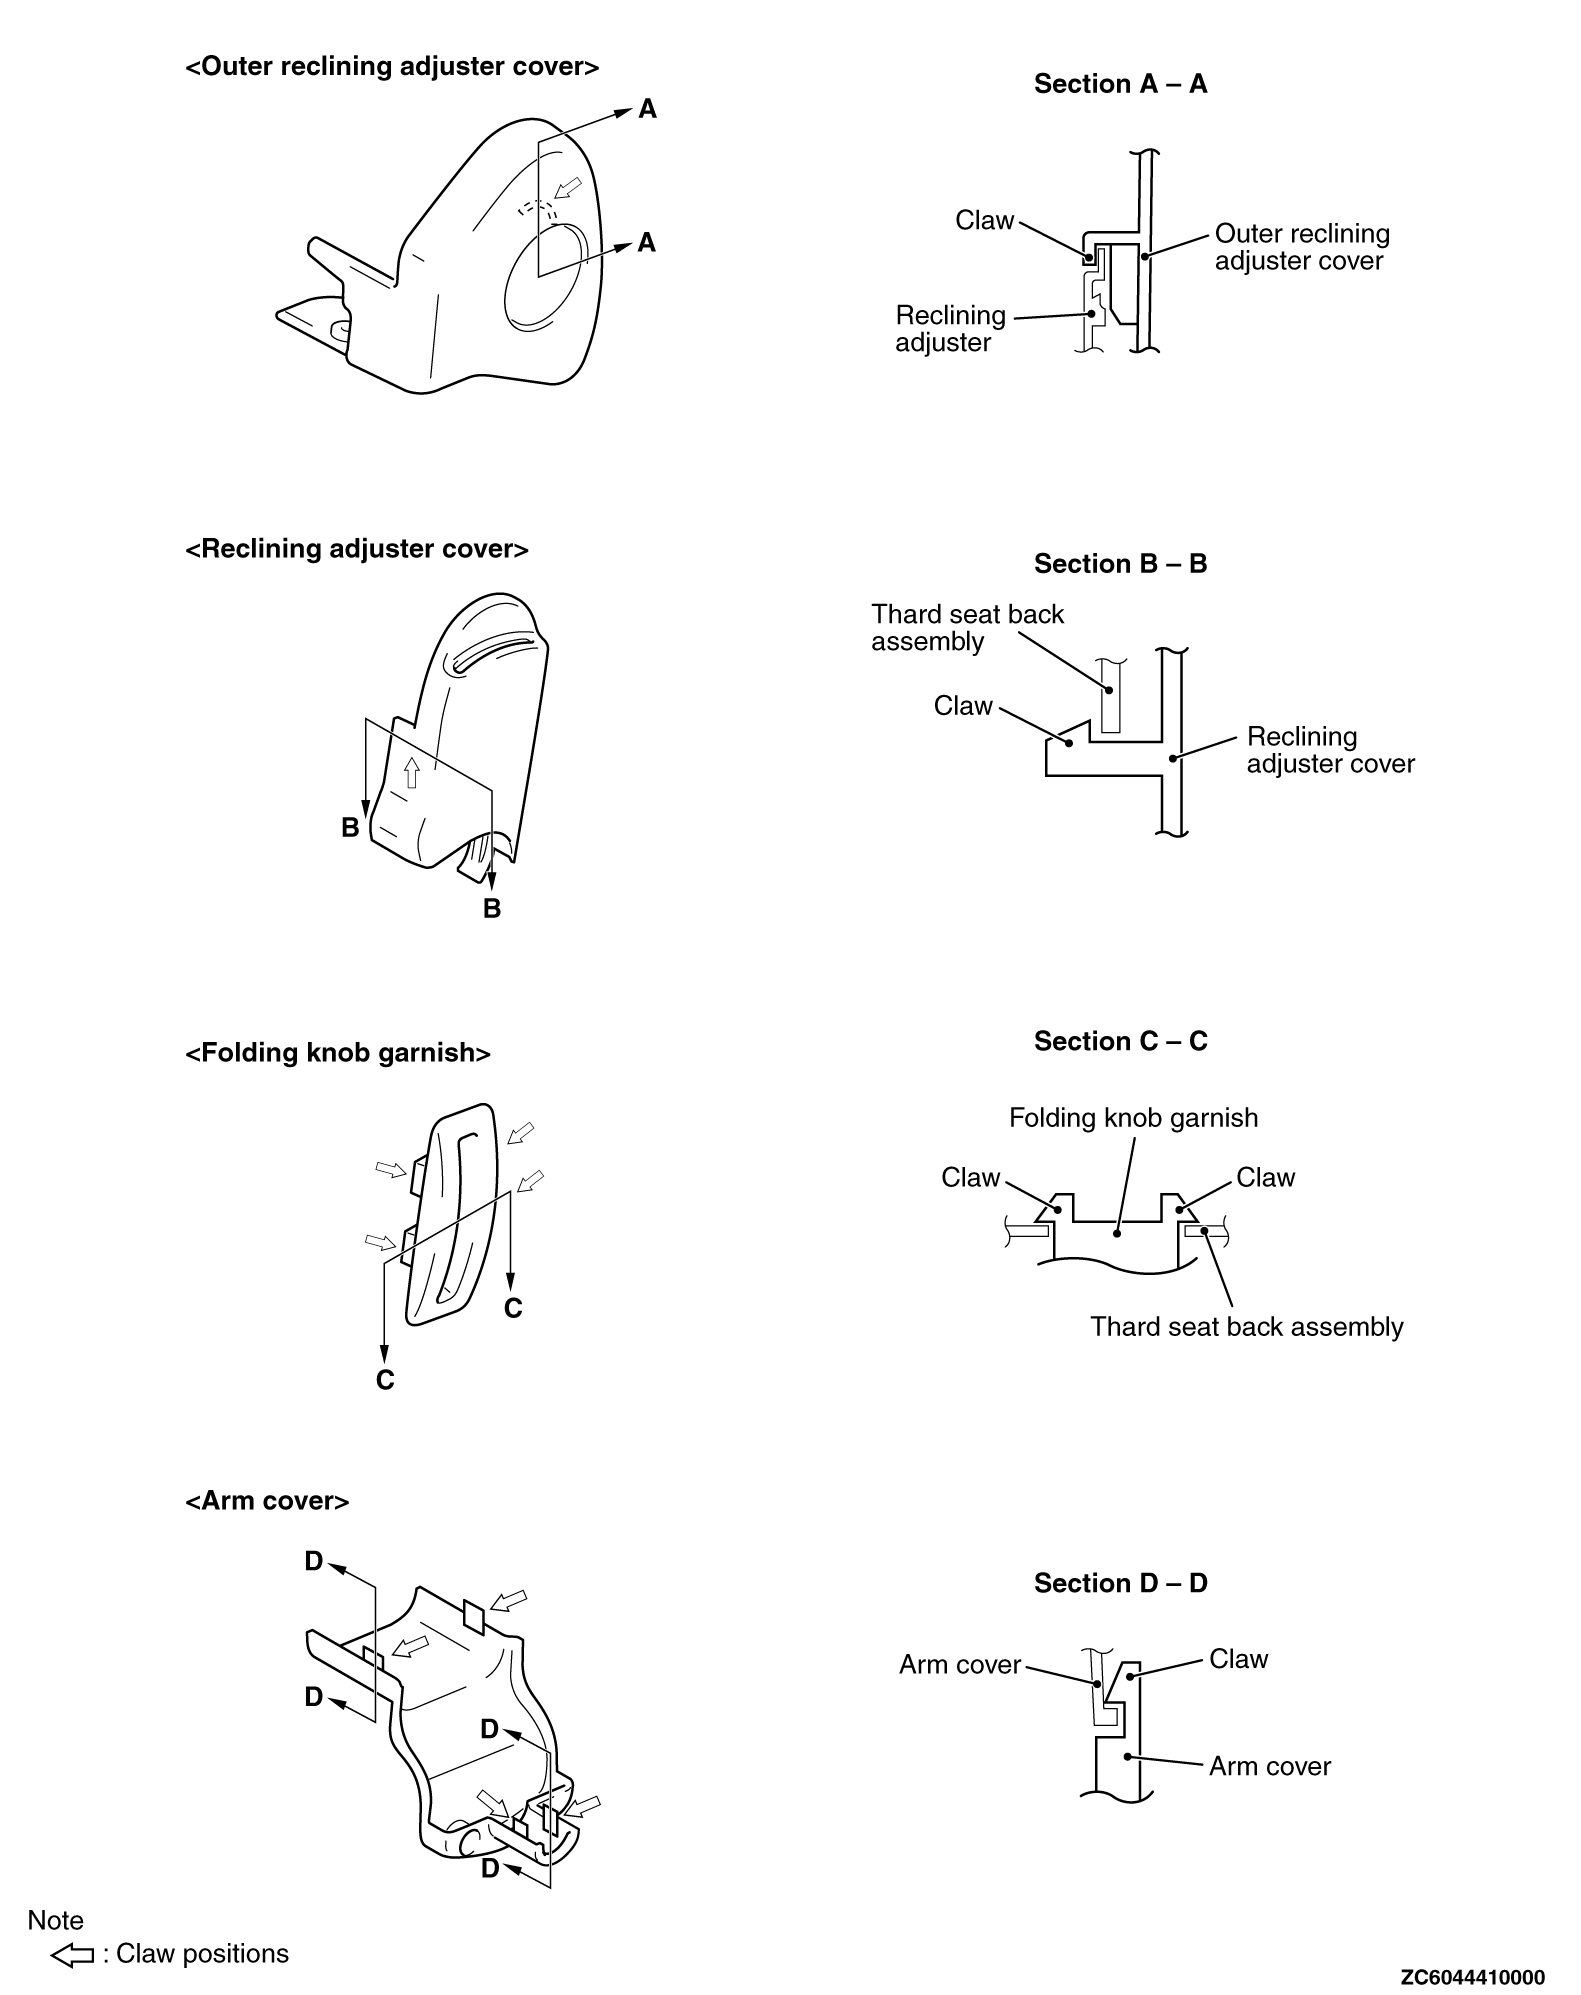 <Outer reclining adjuster cover>
A
A
Section A – A
Claw
Outer reclining
adjuster cover
Reclining
adjuster
<Reclining adjuster cover>
B
B
Section B – B
Thard seat back
assembly
Claw
Reclining
adjuster cover
<Folding knob garnish>
C
C
Section C – C
Folding knob garnish
Claw
Claw
Thard seat back assembly
<Arm cover>
D
D
D
D
Section D – D
Arm cover
Claw
Arm cover
Note
: Claw positions
ZC6044410000